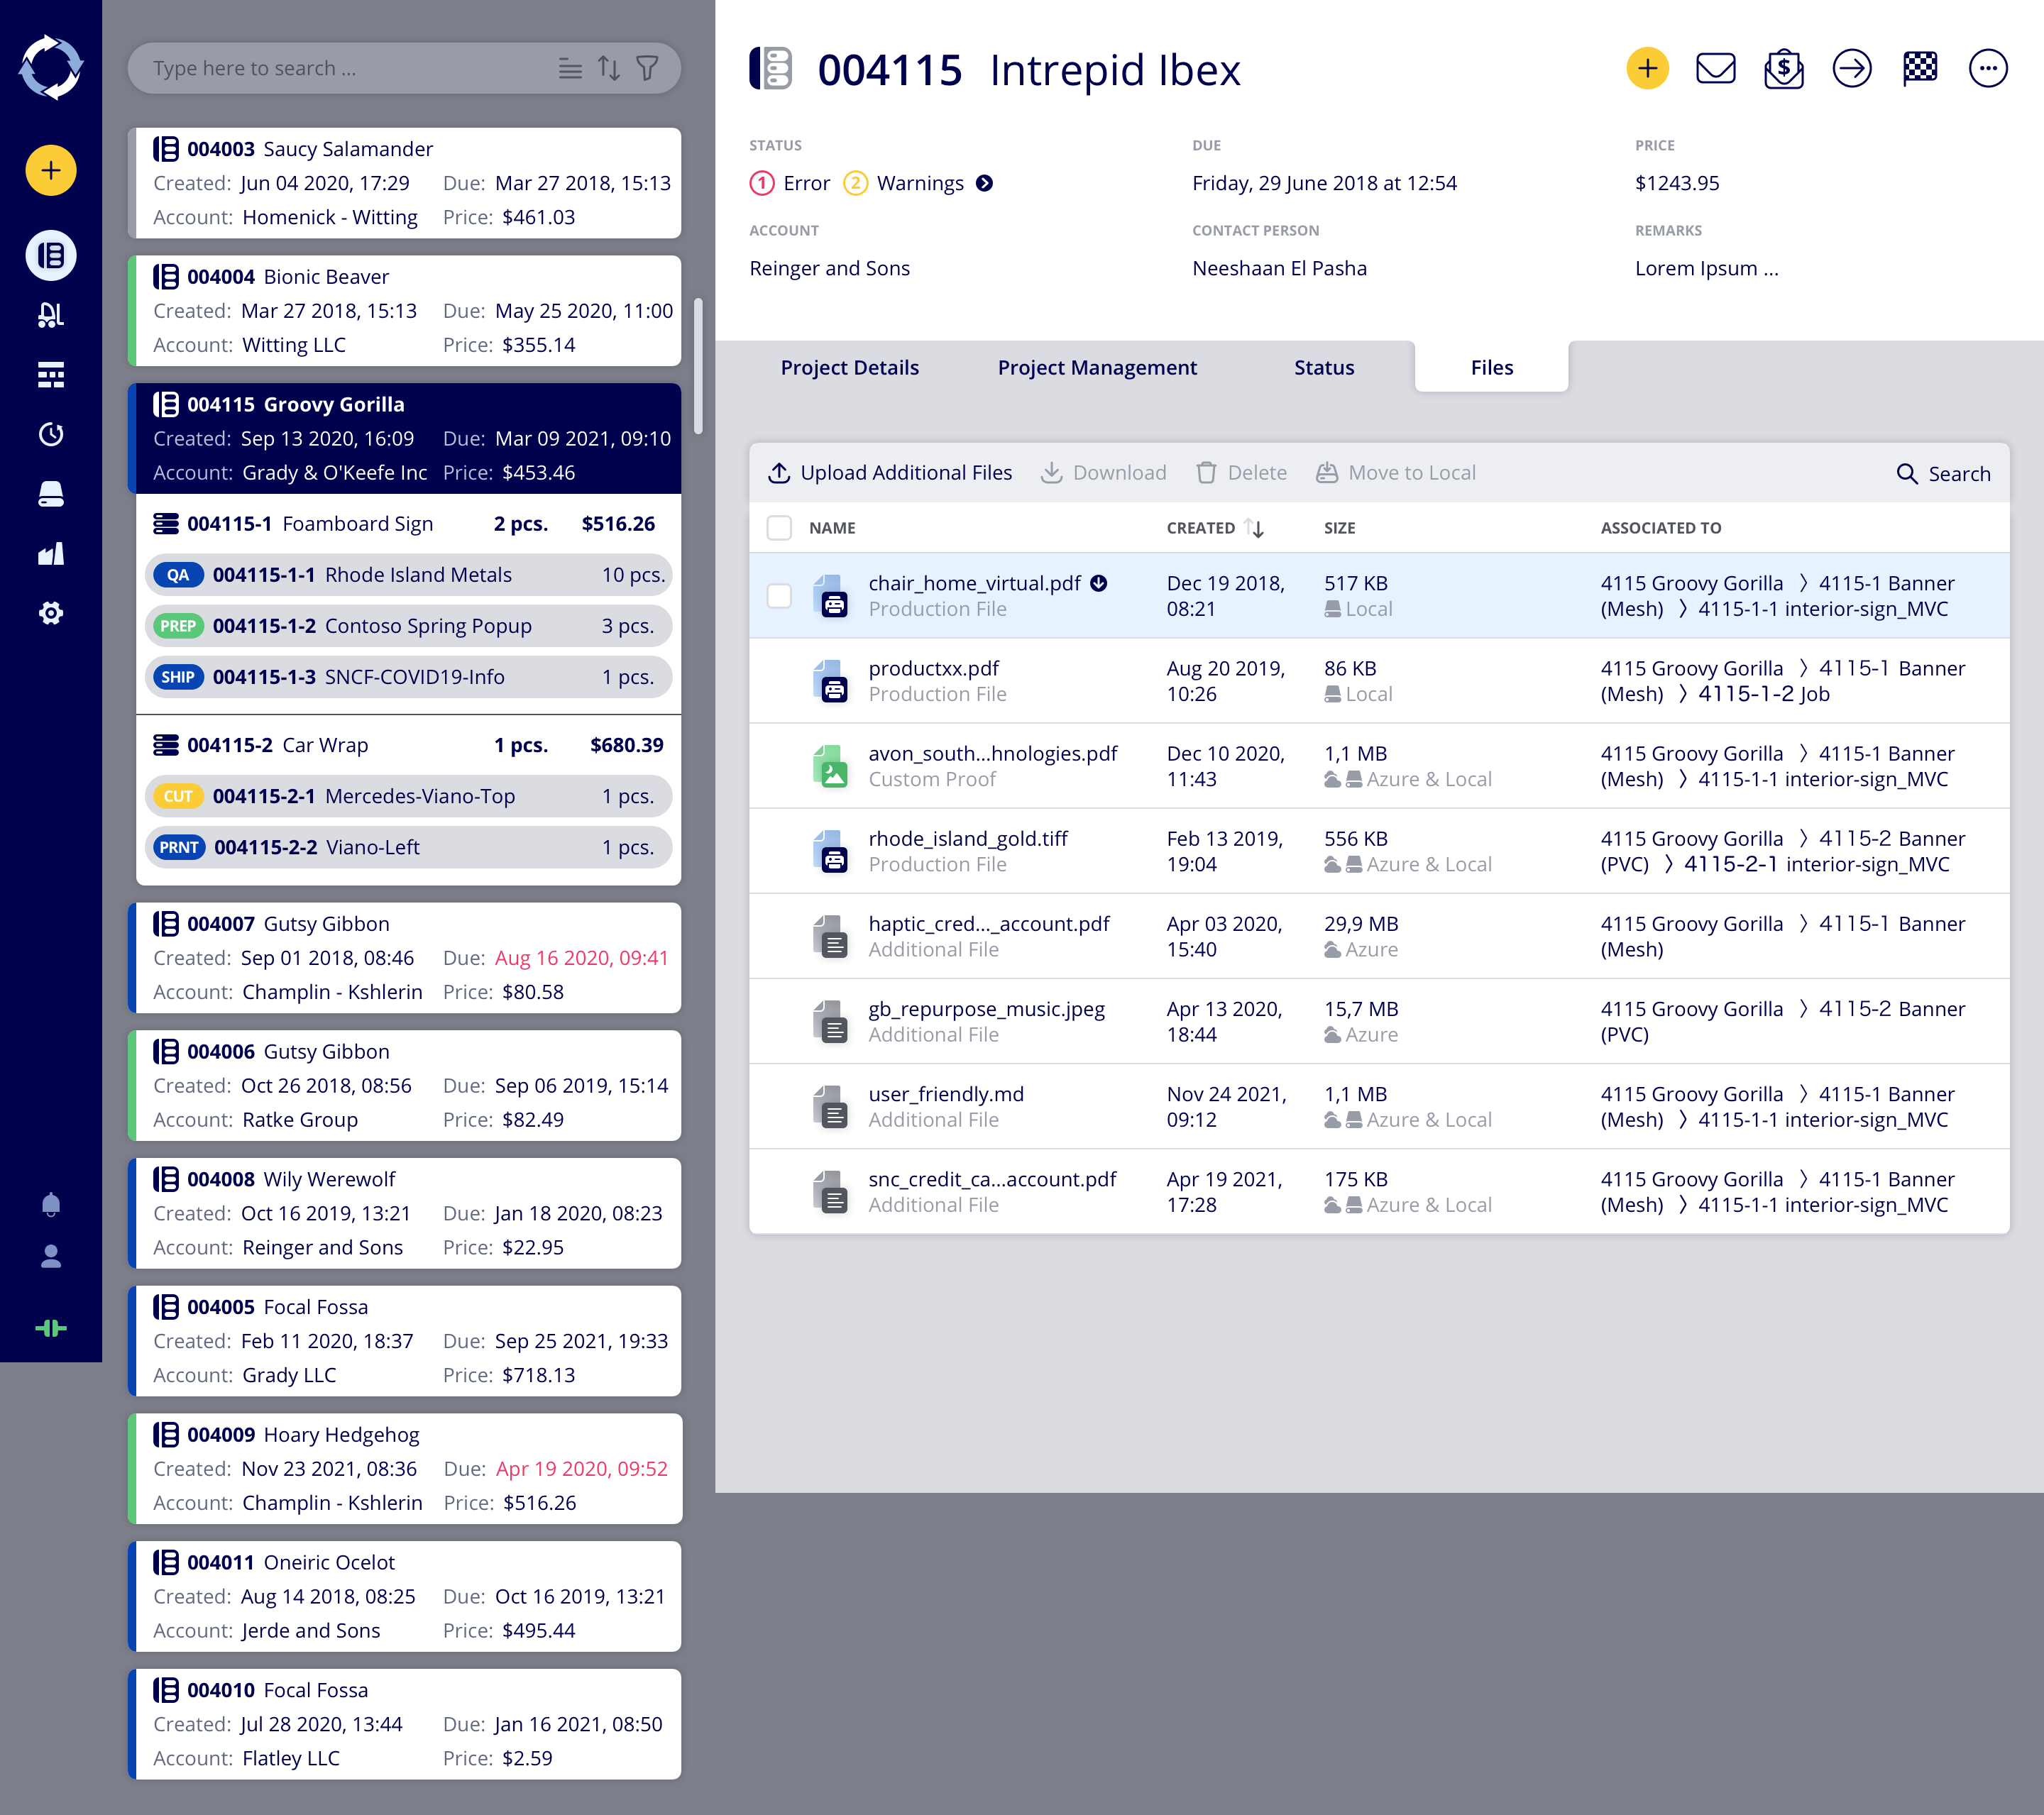 Type here to search ...
004003 Saucy Salamander
Created: Jun 04 2020, 17:29 Due: Mar 27 2018, 15:13
Account: Homenick - Witting Price: $461.03
004004 Bionic Beaver
Created: Mar 27 2018, 15:13 Due: May 25 2020, 11:00
Account: Witting LLC Price: $355.14
004115 Groovy Gorilla
Created: Sep 13 2020, 16:09 Due: Mar 09 2021, 09:10
Account: Grady & O'Keefe Inc Price: $453.46
004115-1 Foamboard Sign 2 pcs. $516.26
QA 004115-1-1 Rhode Island Metals 10 pcs.
PREP 004115-1-2 Contoso Spring Popup 3 pcs.
SHIP 004115-1-3 SNCF-COVID19-Info 1 pcs.
004115-2 Car Wrap 1 pcs. $680.39
CUT 004115-2-1 Mercedes-Viano-Top 1 pcs.
PRNT 004115-2-2 Viano-Left 1 pcs.
004007 Gutsy Gibbon
Created: Sep 01 2018, 08:46 Due: Aug 16 2020, 09:41
Account: Champlin - Kshlerin Price: $80.58
004006 Gutsy Gibbon
Created: Oct 26 2018, 08:56 Due: Sep 06 2019, 15:14
Account: Ratke Group Price: $82.49
004008 Wily Werewolf
Created: Oct 16 2019, 13:21 Due: Jan 18 2020, 08:23
Account: Reinger and Sons Price: $22.95
004005 Focal Fossa
Created: Feb 11 2020, 18:37 Due: Sep 25 2021, 19:33
Account: Grady LLC Price: $718.13
004009 Hoary Hedgehog
Created: Nov 23 2021, 08:36 Due: Apr 19 2020, 09:52
Account: Champlin - Kshlerin Price: $516.26
004011 Oneiric Ocelot
Created: Aug 14 2018, 08:25 Due: Oct 16 2019, 13:21
Account: Jerde and Sons Price: $495.44
004010 Focal Fossa
Created: Jul 28 2020, 13:44 Due: Jan 16 2021, 08:50
Account: Flatley LLC Price: $2.59
004115 Intrepid Ibex
STATUS DUE PRICE
1 Error 2 Warnings Friday, 29 June 2018 at 12:54 $1243.95
ACCOUNT CONTACT PERSON REMARKS
Reinger and Sons Neeshaan El Pasha Lorem Ipsum ...
Project Details Project Management Status Files
Upload Additional Files Download Delete Move to Local Search
NAME CREATED SIZE ASSOCIATED TO
chair_home_virtual.pdf Dec 19 2018, 517 KB 4115 Groovy Gorilla 〉4115-1 Banner
Production File 08:21 Local (Mesh) 〉4115-1-1 interior-sign_MVC
productxx.pdf Aug 20 2019, 86 KB 4115 Groovy Gorilla 〉4115-1 Banner
Production File 10:26 Local (Mesh) 〉4115-1-2 Job
avon_south...hnologies.pdf Dec 10 2020, 1,1 MB 4115 Groovy Gorilla 〉4115-1 Banner
Custom Proof 11:43 Azure & Local (Mesh) 〉4115-1-1 interior-sign_MVC
rhode_island_gold.tiff Feb 13 2019, 556 KB 4115 Groovy Gorilla 〉4115-2 Banner
Production File 19:04 Azure & Local (PVC) 〉4115-2-1 interior-sign_MVC
haptic_cred..._account.pdf Apr 03 2020, 29,9 MB 4115 Groovy Gorilla 〉4115-1 Banner
Additional File 15:40 Azure (Mesh)
gb_repurpose_music.jpeg Apr 13 2020, 15,7 MB 4115 Groovy Gorilla 〉4115-2 Banner
Additional File 18:44 Azure (PVC)
user_friendly.md Nov 24 2021, 1,1 MB 4115 Groovy Gorilla 〉4115-1 Banner
Additional File 09:12 Azure & Local (Mesh) 〉4115-1-1 interior-sign_MVC
snc_credit_ca...account.pdf Apr 19 2021, 175 KB 4115 Groovy Gorilla 〉4115-1 Banner
Additional File 17:28 Azure & Local (Mesh) 〉4115-1-1 interior-sign_MVC